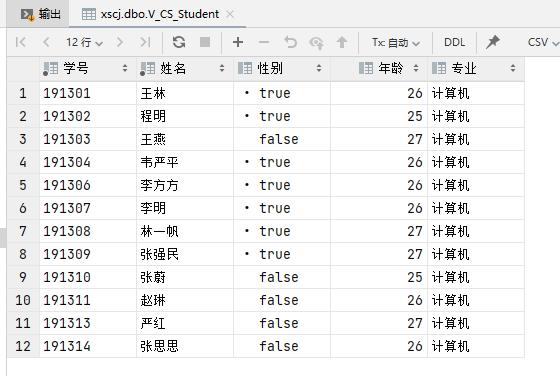 输出 xscj.dbo.V_CS_Student
12 行 Tx: 自动 DDL CSV
学号 姓名 性别 年龄 专业
1 191301 王林 true 26 计算机
2 191302 程明 true 25 计算机
3 191303 王燕 false 27 计算机
4 191304 韦严平 true 26 计算机
5 191306 李方方 true 26 计算机
6 191307 李明 true 26 计算机
7 191308 林一帆 true 27 计算机
8 191309 张强民 true 27 计算机
9 191310 张蔚 false 25 计算机
10 191311 赵琳 false 26 计算机
11 191313 严红 false 27 计算机
12 191314 张思思 false 26 计算机